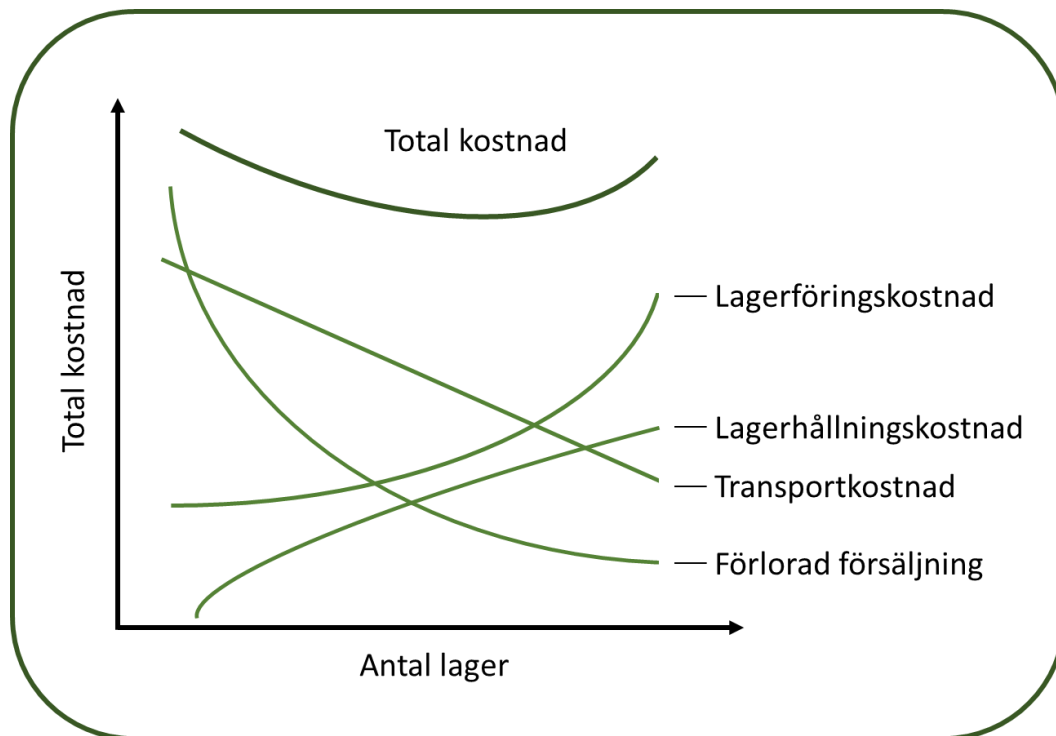 Total kostnad
Total kostnad
Lagerföringskostnad
Lagerhållningskostnad
Transportkostnad
Förlorad försäljning
Antal lager